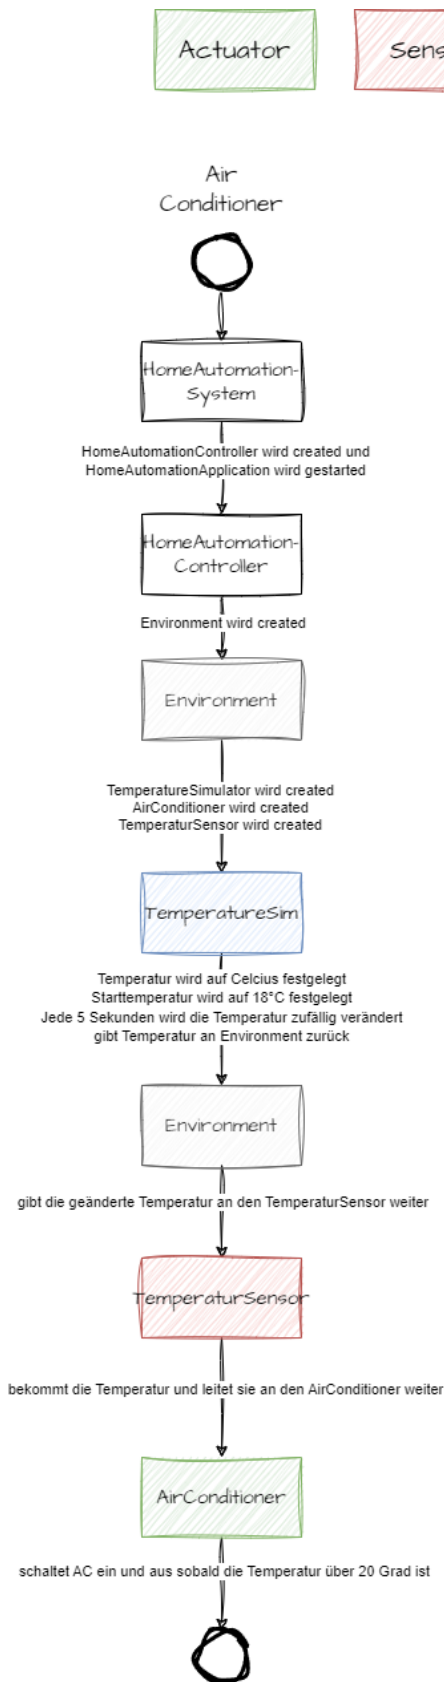 Actuator
Air
Conditioner
HomeAutomation-
System
HomeAutomationController wird created und
HomeAutomationApplication wird gestarted
HomeAutomation-
Controller
Environment wird created
Environment
TemperatureSimulator wird created
AirConditioner wird created
TemperaturSensor wird created
TemperatureSim
Temperatur wird auf Celcius festgelegt
Starttemperatur wird auf 18°C festgelegt
Jede 5 Sekunden wird die Temperatur zufällig verändert
gibt Temperatur an Environment zurück
Environment
gibt die geänderte Temperatur an den TemperaturSensor weiter
TemperaturSensor
bekommt die Temperatur und leitet sie an den AirConditioner weiter
AirConditioner
schaltet AC ein und aus sobald die Temperatur über 20 Grad ist